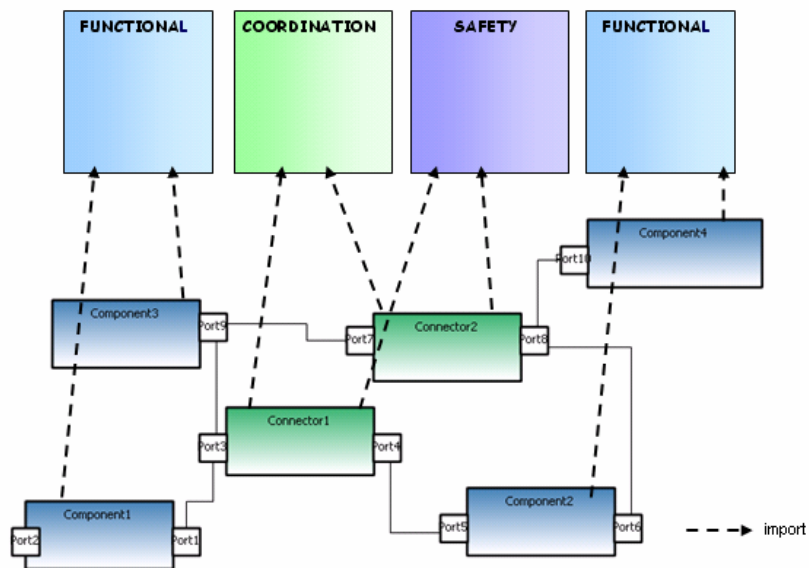 FUNCTIONAL
COORDINATION
SAFETY
FUNCTIONAL
Component4
Port10
Component3
Port9
Connector2
Port7
Port8
Connector1
Port3
Port4
Component2
Component1
Port5
Port6
import
Port2
Port1